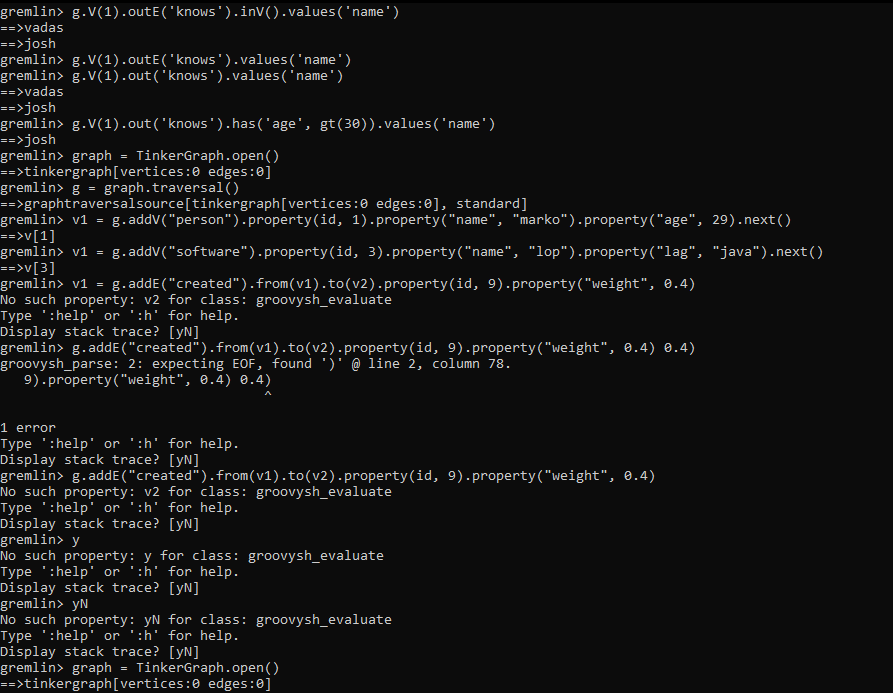 gremlin> g.V(1).outE('knows').inV().values('name')
==>vadas
==>josh
gremlin> g.V(1).outE('knows').values('name')
gremlin> g.V(1).out('knows').values('name')
==>vadas
==>josh
gremlin> g.V(1).out('knows').has('age', gt(30)).values('name')
==>josh
gremlin> graph = TinkerGraph.open()
==>tinkergraph[vertices:0 edges:0]
gremlin> g = graph.traversal()
==>graphtraversalsource[tinkergraph[vertices:0 edges:0], standard]
gremlin> v1 = g.addV("person").property(id, 1).property("name", "marko").property("age", 29).next()
==>v[1]
gremlin> v1 = g.addV("software").property(id, 3).property("name", "lop").property("lag", "java").next()
==>v[3]
gremlin> v1 = g.addE("created").from(v1).to(v2).property(id, 9).property("weight", 0.4)
No such property: v2 for class: groovysh_evaluate
Type ':help' or ':h' for help.
Display stack trace? [yN]
gremlin> g.addE("created").from(v1).to(v2).property(id, 9).property("weight", 0.4) 0.4)
groovysh_parse: 2: expecting EOF, found ')' @ line 2, column 78.
   9).property("weight", 0.4) 0.4)
                                 ^
1 error
Type ':help' or ':h' for help.
Display stack trace? [yN]
gremlin> g.addE("created").from(v1).to(v2).property(id, 9).property("weight", 0.4)
No such property: v2 for class: groovysh_evaluate
Type ':help' or ':h' for help.
Display stack trace? [yN]
gremlin> y
No such property: y for class: groovysh_evaluate
Type ':help' or ':h' for help.
Display stack trace? [yN]
gremlin> yN
No such property: yN for class: groovysh_evaluate
Type ':help' or ':h' for help.
Display stack trace? [yN]
gremlin> graph = TinkerGraph.open()
==>tinkergraph[vertices:0 edges:0]